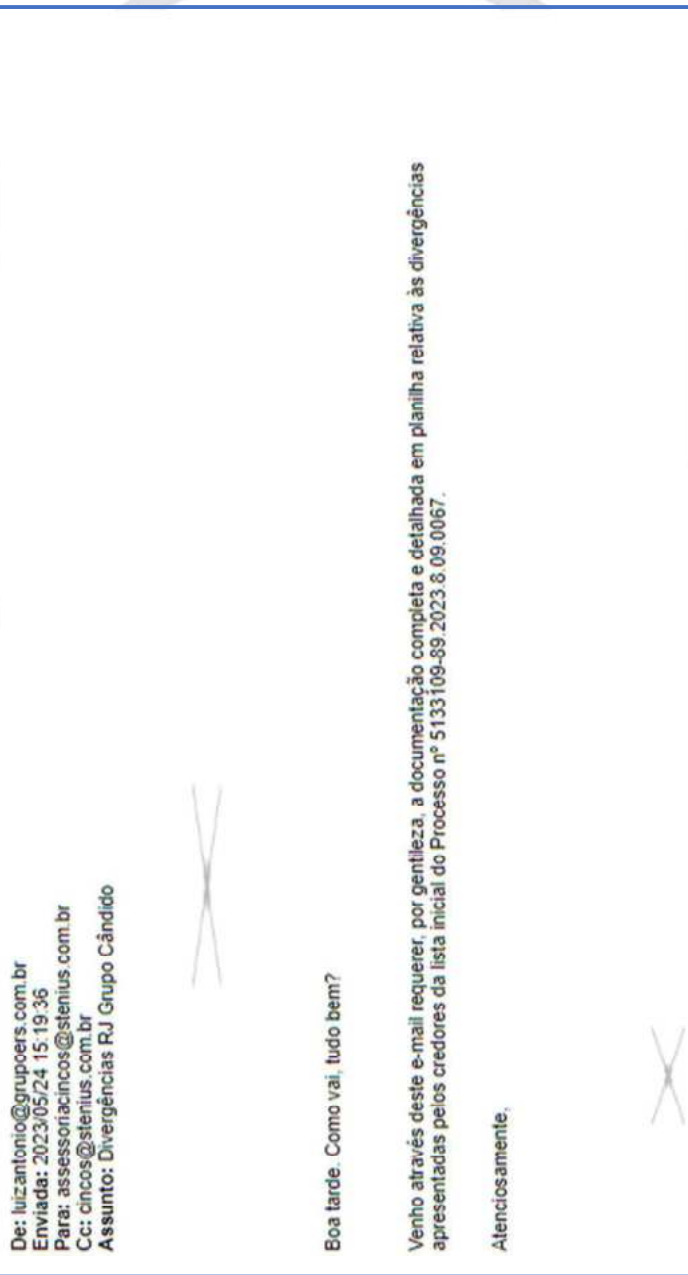 De: luizantonio@grupoers.com.br
Enviada: 2023/05/24 15:19:36
Para: assessoriacincos@stenius.com.br
Cc: cincos@stenius.com.br
Assunto: Divergências RJ Grupo Cândido
Boa tarde. Como vai, tudo bem?
Venho através deste e-mail requerer, por gentileza, a documentação completa e detalhada em planilha relativa às divergências
apresentadas pelos credores da lista inicial do Processo nº 5133109-89.2023.8.09.0067.
Atenciosamente,